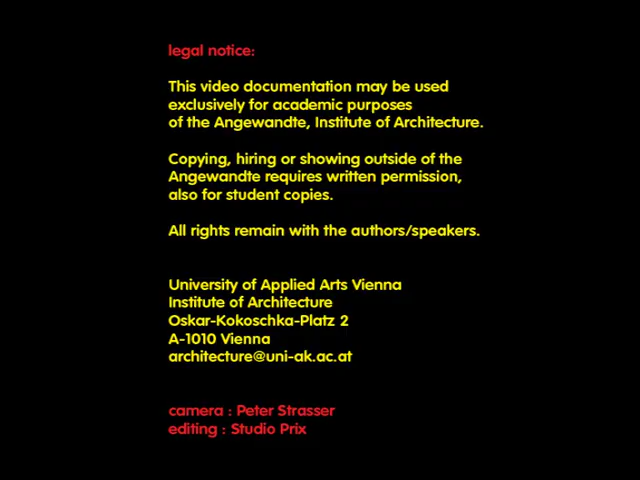 legal notice:
This video documentation may be used
exclusively for academic purposes
of the Angewandte, Institute of Architecture.
Copying, hiring or showing outside of the
Angewandte requires written permission,
also for student copies.
All rights remain with the authors/speakers.
University of Applied Arts Vienna
Institute of Architecture
Oskar-Kokoschka-Platz 2
A-1010 Vienna
architecture@uni-ak.ac.at
camera : Peter Strasser
editing : Studio Prix